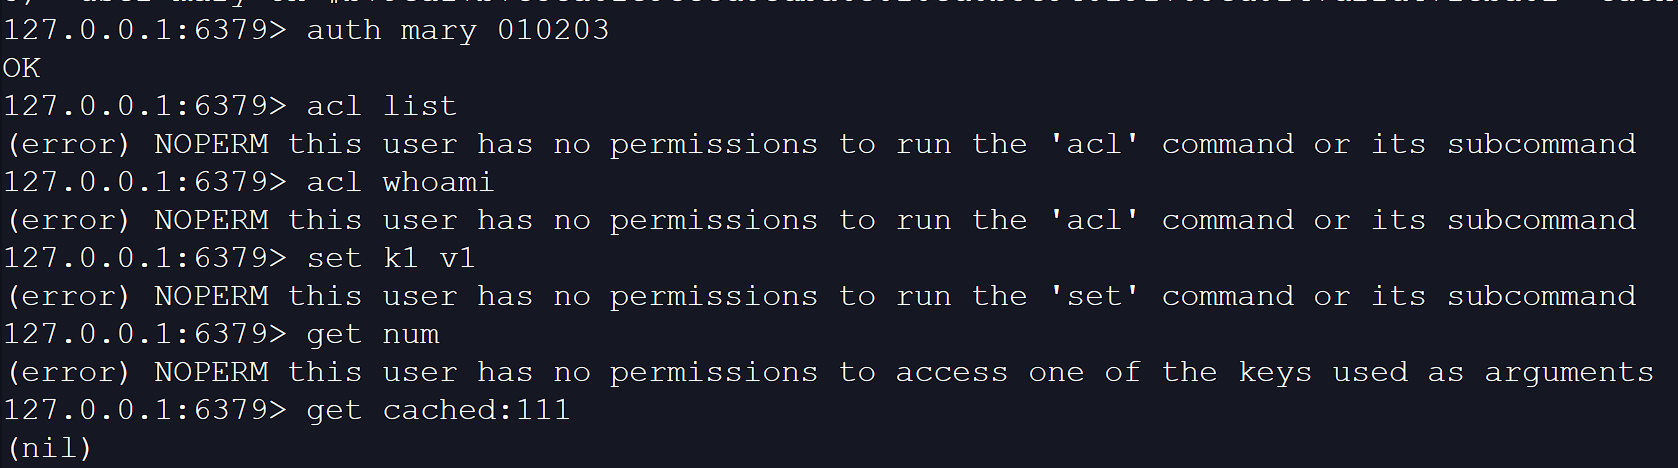 127.0.0.1:6379> auth mary 010203
OK
127.0.0.1:6379> acl list
(error) NOPERM this user has no permissions to run the 'acl' command or its subcommand
127.0.0.1:6379> acl whoami
(error) NOPERM this user has no permissions to run the 'acl' command or its subcommand
127.0.0.1:6379> set k1 v1
(error) NOPERM this user has no permissions to run the 'set' command or its subcommand
127.0.0.1:6379> get num
(error) NOPERM this user has no permissions to access one of the keys used as arguments
127.0.0.1:6379> get cached:111
(nil)